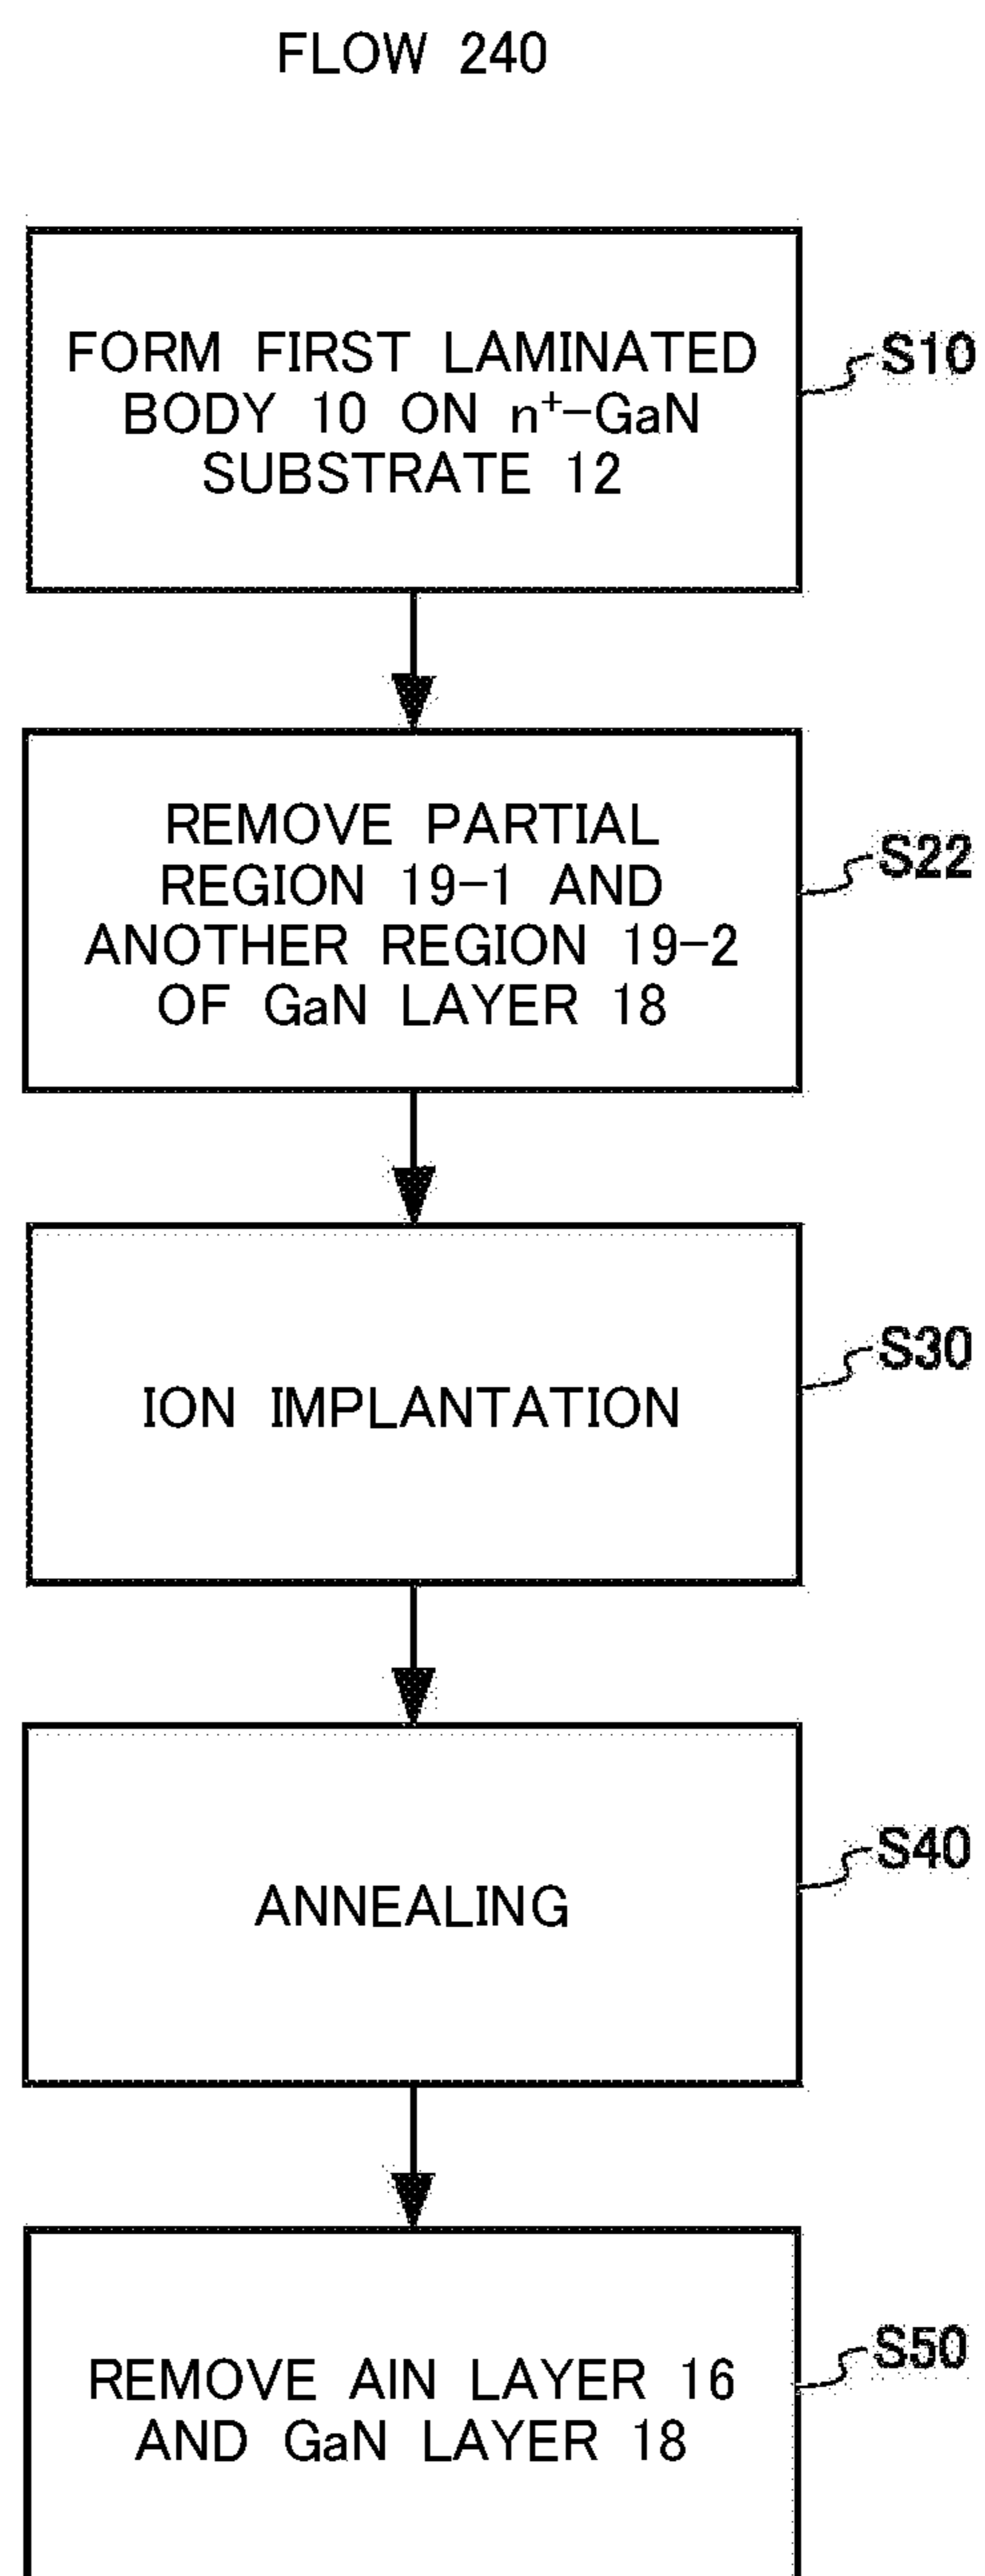 FLOW 240
FORM FIRST LAMINATED
BODY 10 ON n⁺-GaN
SUBSTRATE 12
S10
REMOVE PARTIAL
REGION 19-1 AND
ANOTHER REGION 19-2
OF GaN LAYER 18
S22
ION IMPLANTATION
S30
ANNEALING
S40
REMOVE AlN LAYER 16
AND GaN LAYER 18
S50